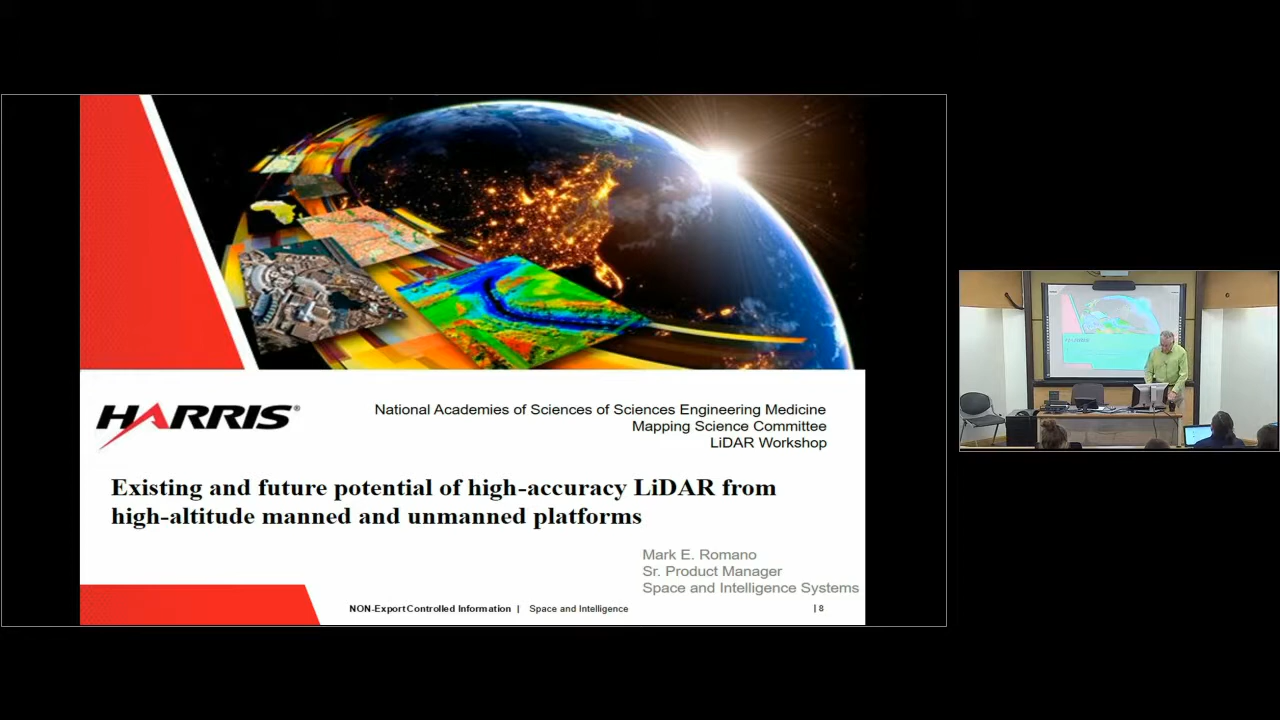 HARRIS®
National Academies of Sciences of Sciences Engineering Medicine
Mapping Science Committee
LiDAR Workshop
Existing and future potential of high-accuracy LiDAR from
high-altitude manned and unmanned platforms
Mark E. Romano
Sr. Product Manager
Space and Intelligence Systems
NON-Export Controlled Information | Space and Intelligence | 8